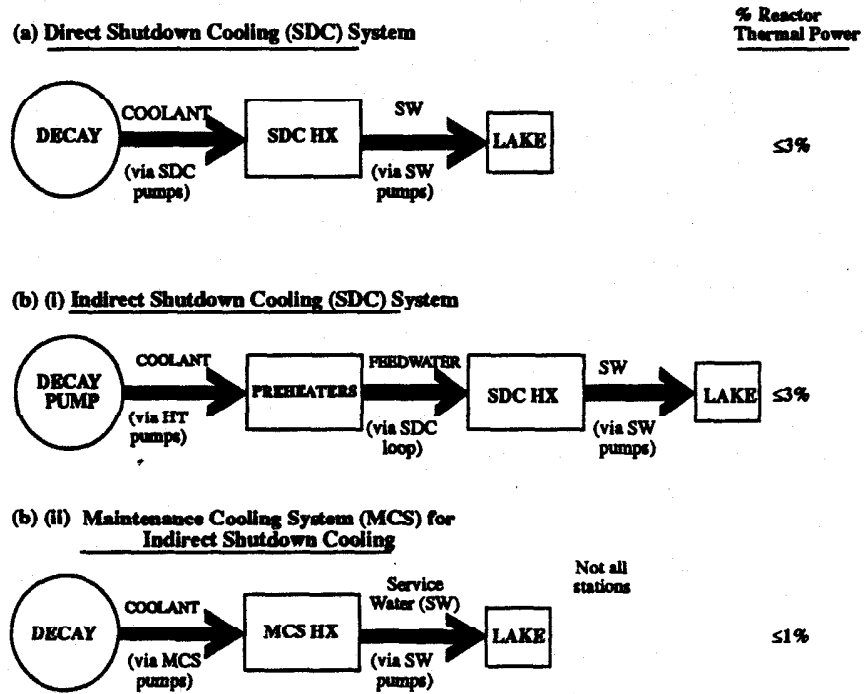 % Reactor
Thermal Power
(a) Direct Shutdown Cooling (SDC) System
DECAY
COOLANT
(via SDC
pumps)
SDC HX
SW
(via SW
pumps)
LAKE
≤3%
(b) (i) Indirect Shutdown Cooling (SDC) System
DECAY
PUMP
COOLANT
(via HT
pumps)
PREHEATERS
FEEDWATER
(via SDC
loop)
SDC HX
SW
(via SW
pumps)
LAKE
≤3%
(b) (ii) Maintenance Cooling System (MCS) for
Indirect Shutdown Cooling
Not all
stations
DECAY
COOLANT
(via MCS
pumps)
MCS HX
Service
Water (SW)
(via SW
pumps)
LAKE
≤1%